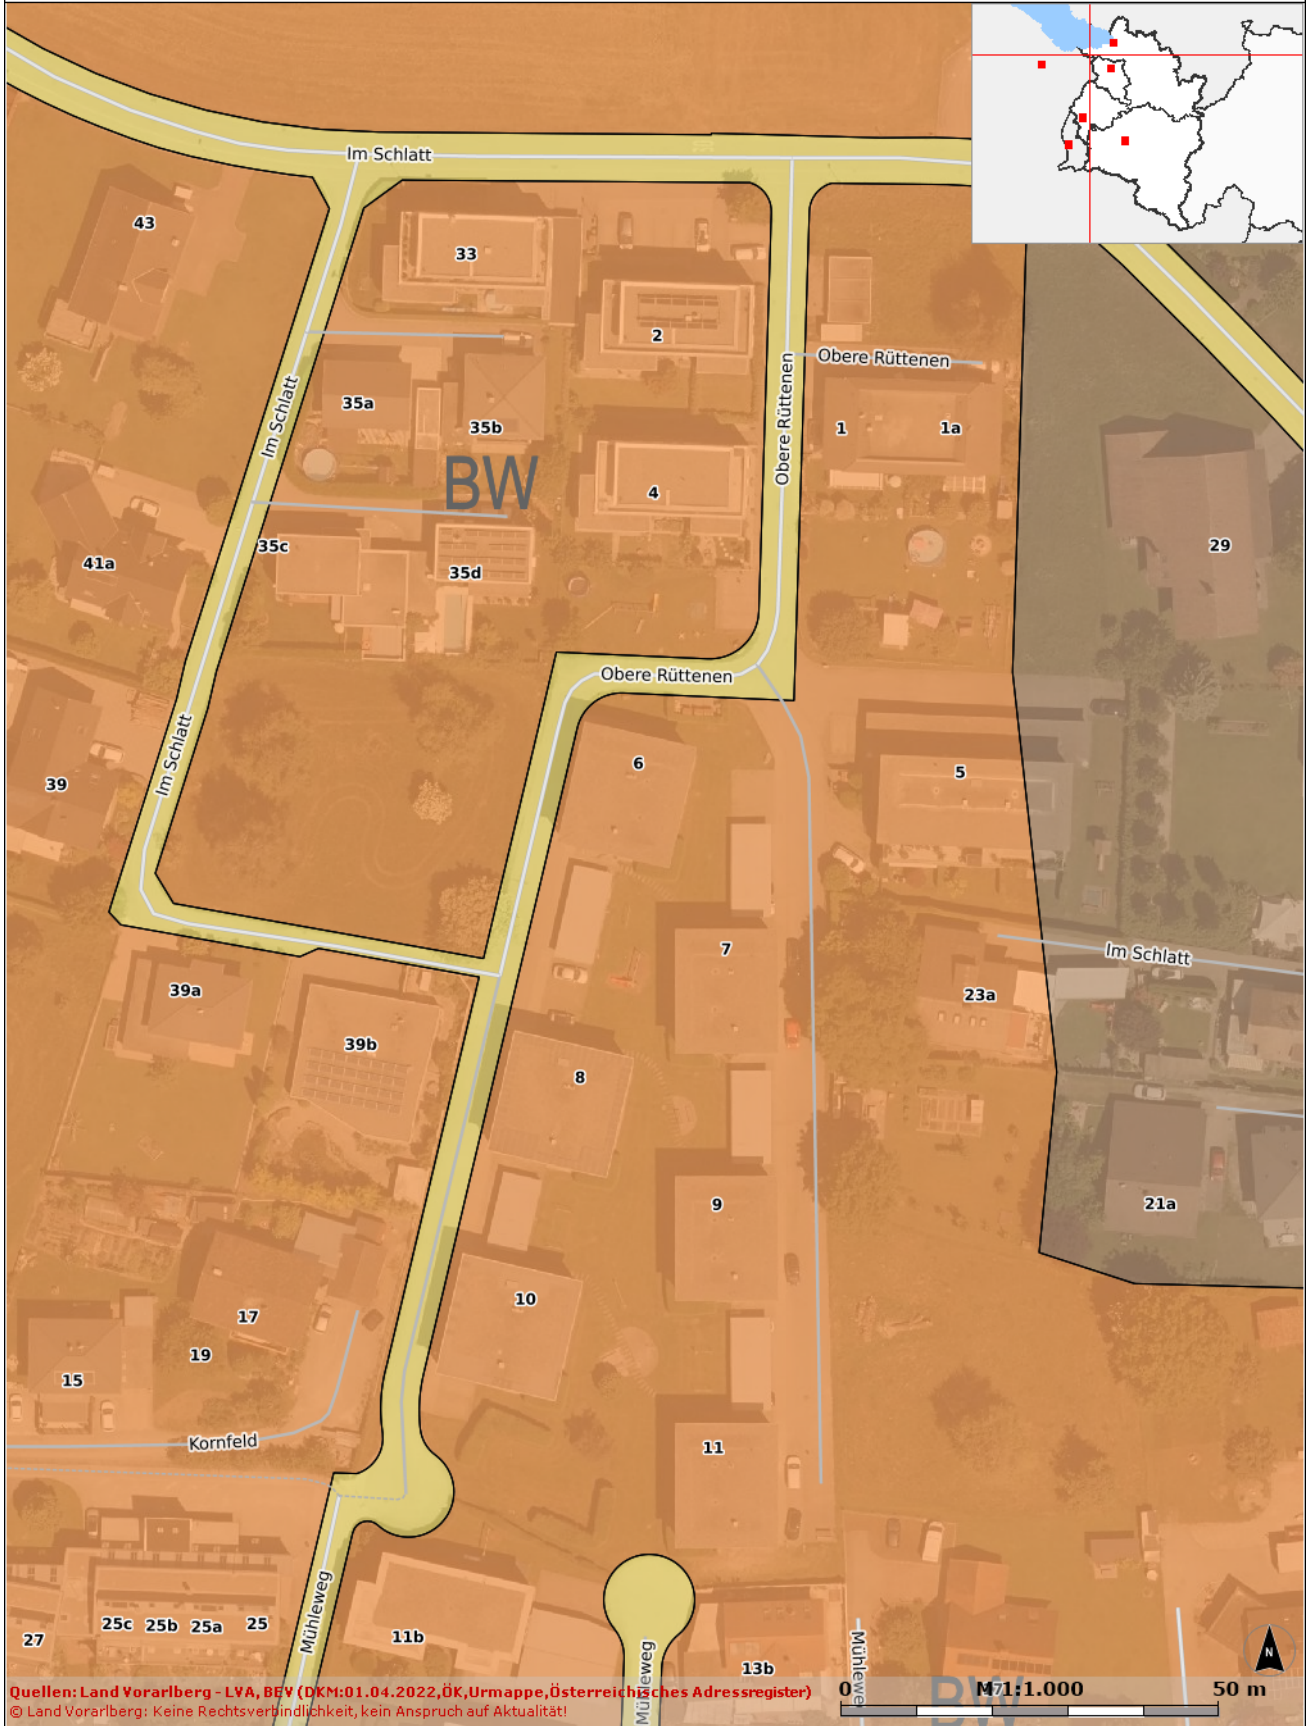 Im Schlatt
43
33
2
Obere Rüttenen
Obere Rüttenen
Im Schlatt
35a
35b
1
1a
BW
4
29
35c
35d
41a
Obere Rüttenen
Im Schlatt
6
5
39
7
Im Schlatt
39a
23a
39b
8
9
21a
10
17
19
15
Kornfeld
11
Mühleweg
25c
25b
25a
25
27
11b
Mühleweg
Mühleweg
13b
N
BW
Quellen: Land Vorarlberg - LVA, BEV (DKM:01.04.2022,ÖK,Urmappe,Österreichisches Adressregister)
0
M 1:1.000
50 m
© Land Vorarlberg: Keine Rechtsverbindlichkeit, kein Anspruch auf Aktualität!